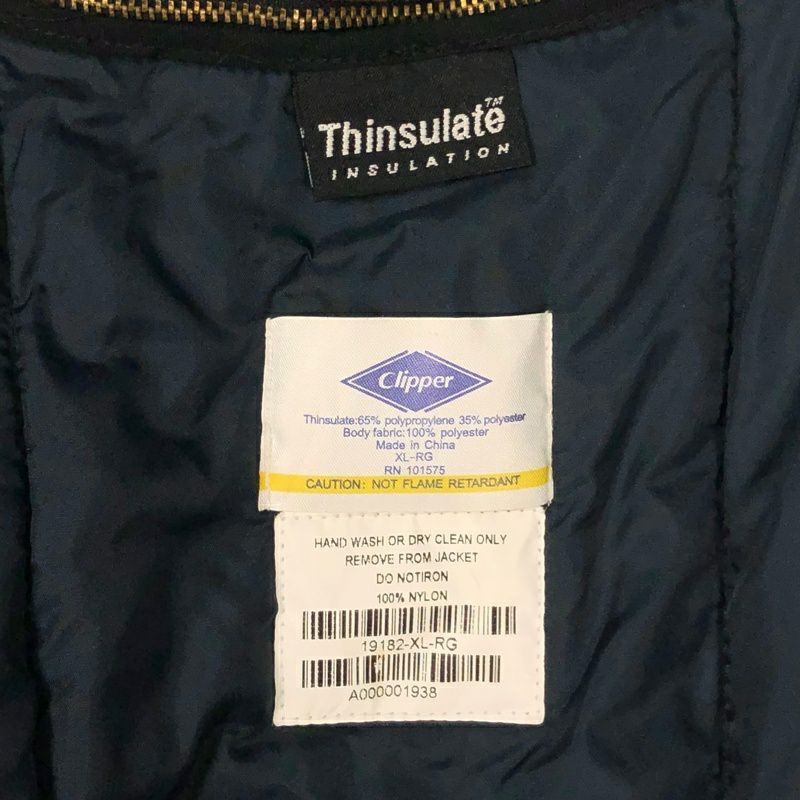 Thinsulate™
INSULATION
Clipper
Thinsulate:65% polypropylene 35% polyester
Body fabric:100% polyester
Made in China
XL-RG
RN 101575
CAUTION: NOT FLAME RETARDANT
HAND WASH OR DRY CLEAN ONLY
REMOVE FROM JACKET
DO NOTIRON
100% NYLON
19182-XL-RG
A000001938